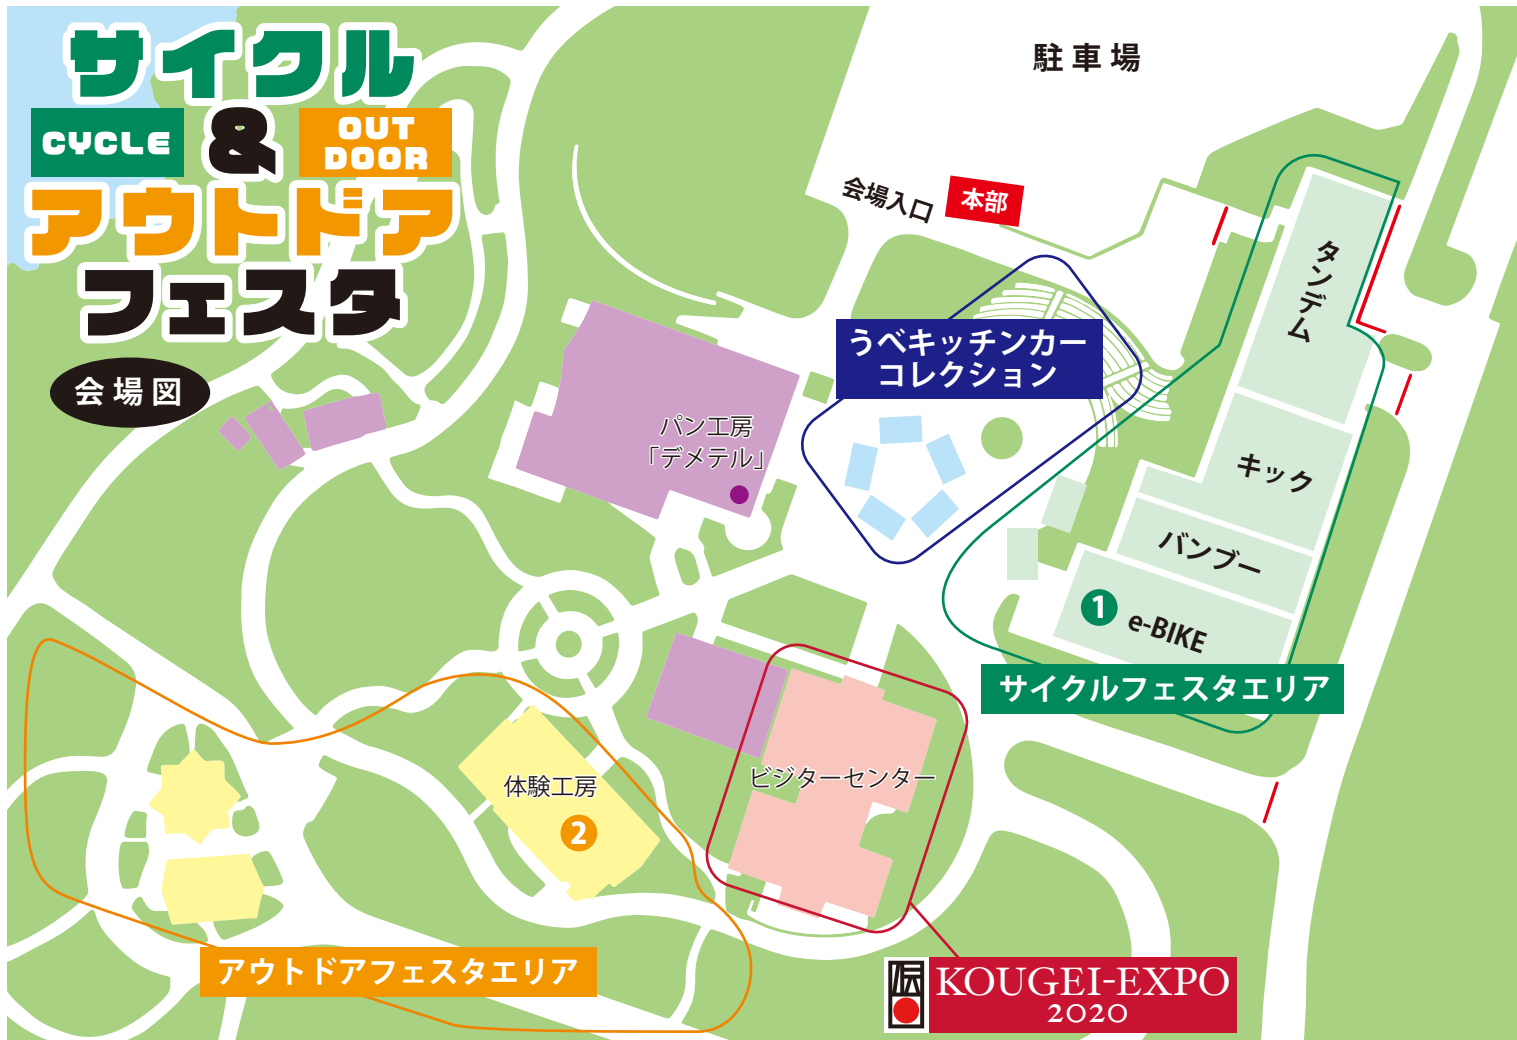 サイクル
CYCLE
&
OUT
DOOR
アウトドア
フェスタ
会場図
駐車場
会場入口
本部
うべキッチンカー
コレクション
タンデム
キック
バンブー
1
e-BIKE
サイクルフェスタエリア
パン工房
「デメテル」
体験工房
2
ビジターセンター
アウトドアフェスタエリア
KOUGEI-EXPO
2020